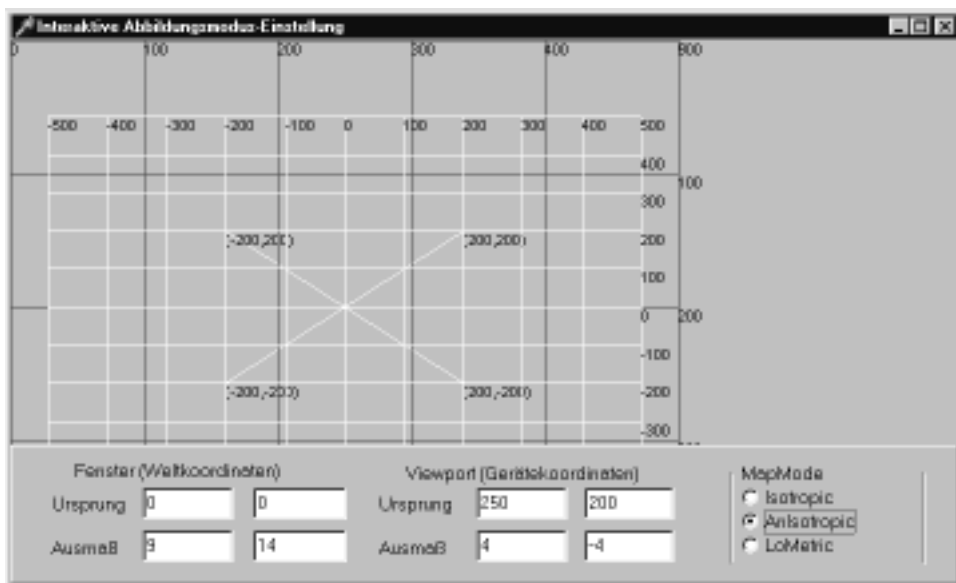 Interaktive Abbildungsmodus-Einstellung
0 100 200 300 400 500
-500 -400 -300 -200 -100 0 100 200 300 400 500
400
100
300
(-200,200) (200,200) 200
100
0 200
-100
(-200,-200) (200,-200) -200
-300
Fenster (Weltkoordinaten) Viewport (Gerätekoordinaten) MapMode
Ursprung 0 0 Ursprung 250 200 Isotropic
AnIsotropic
Ausmaß 9 14 Ausmaß 4 -4 LoMetric